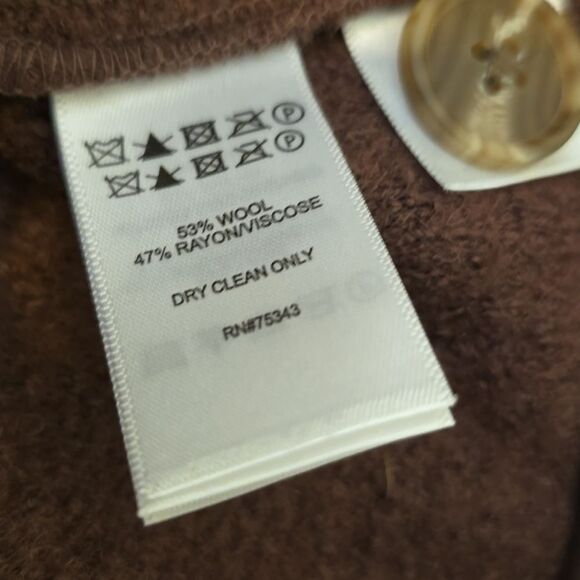 P
P
53% WOOL
47% RAYON/VISCOSE
DRY CLEAN ONLY
RN#75343